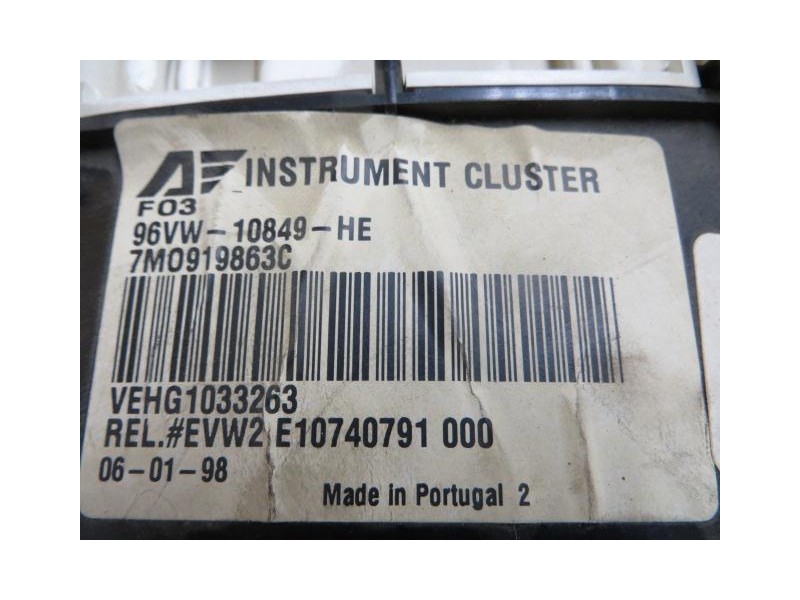 AF INSTRUMENT CLUSTER
F03
96VW-10849-HE
7M0919863C
VEHG1033263
REL.#EVW2 E10740791 000
06-01-98
Made in Portugal 2